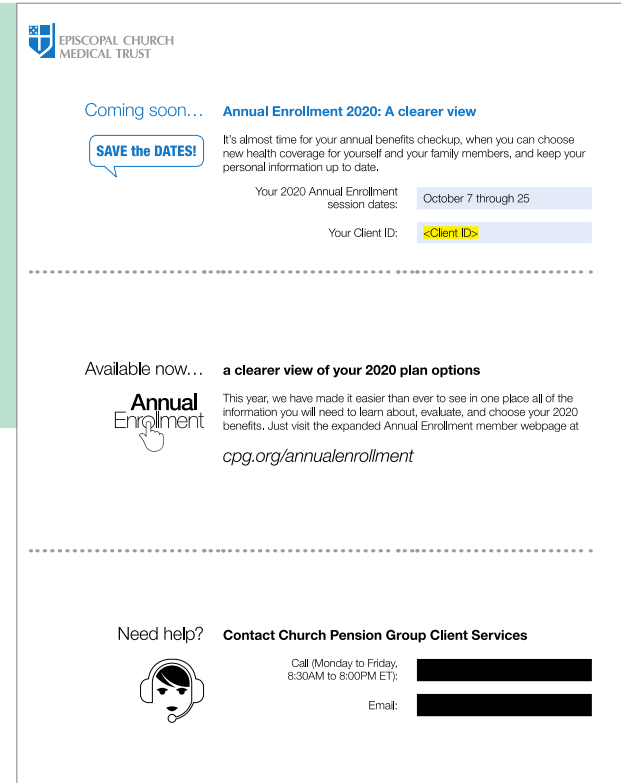 EPISCOPAL CHURCH
MEDICAL TRUST
Coming soon…
Annual Enrollment 2020: A clearer view
SAVE the DATES!
It's almost time for your annual benefits checkup, when you can choose
new health coverage for yourself and your family members, and keep your
personal information up to date.
Your 2020 Annual Enrollment
session dates:
October 7 through 25
Your Client ID:
<Client ID>
Available now…
a clearer view of your 2020 plan options
Annual
Enrollment
This year, we have made it easier than ever to see in one place all of the
information you will need to learn about, evaluate, and choose your 2020
benefits. Just visit the expanded Annual Enrollment member webpage at
cpg.org/annualenrollment
Need help?
Contact Church Pension Group Client Services
Call (Monday to Friday,
8:30AM to 8:00PM ET):
Email: